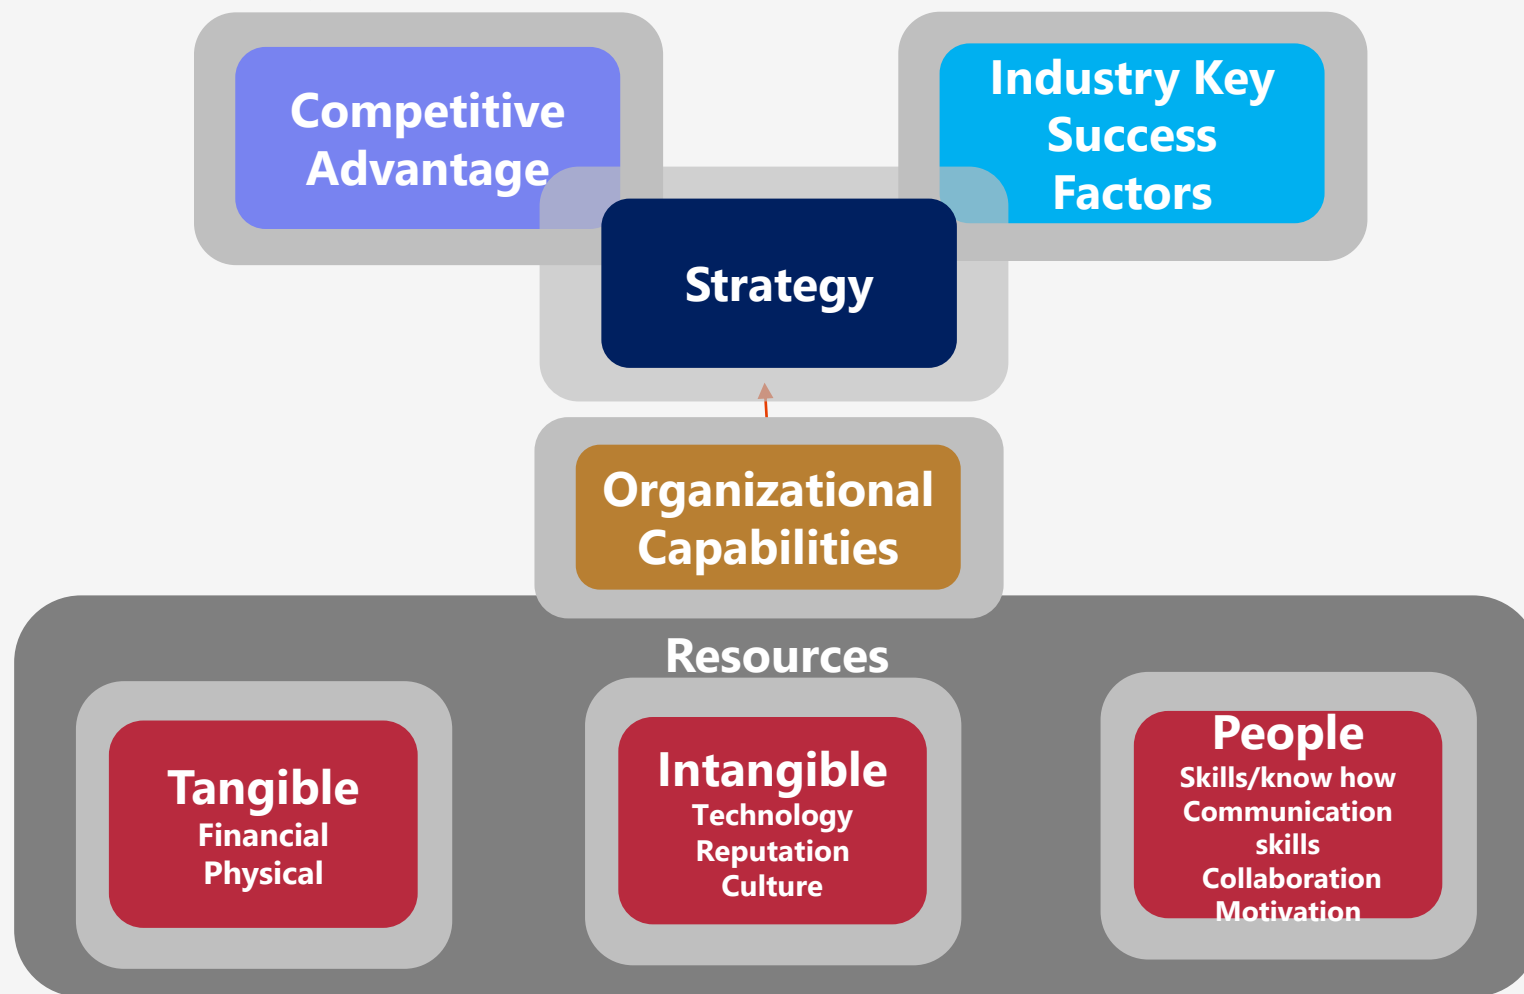 Competitive
Advantage
Industry Key
Success
Factors
Strategy
Organizational
Capabilities
Resources
Tangible
Financial
Physical
Intangible
Technology
Reputation
Culture
People
Skills/know how
Communication
skills
Collaboration
Motivation